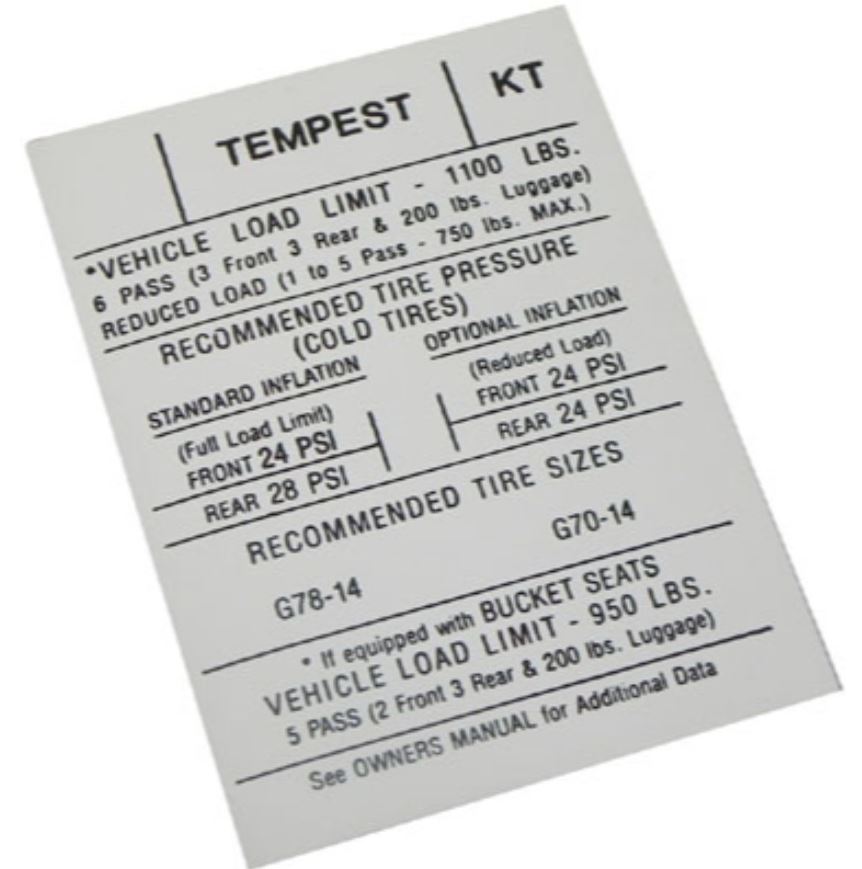 TEMPEST KT
*VEHICLE LOAD LIMIT - 1100 LBS.
6 PASS (3 Front 3 Rear & 200 lbs. Luggage)
REDUCED LOAD (1 to 5 Pass - 750 lbs. MAX.)
RECOMMENDED TIRE PRESSURE
(COLD TIRES)
STANDARD INFLATION
(Full Load Limit)
FRONT 24 PSI
REAR 28 PSI
OPTIONAL INFLATION
(Reduced Load)
FRONT 24 PSI
REAR 24 PSI
RECOMMENDED TIRE SIZES
G78-14 G70-14
* If equipped with BUCKET SEATS
VEHICLE LOAD LIMIT - 950 LBS.
5 PASS (2 Front 3 Rear & 200 lbs. Luggage)
See OWNERS MANUAL for Additional Data